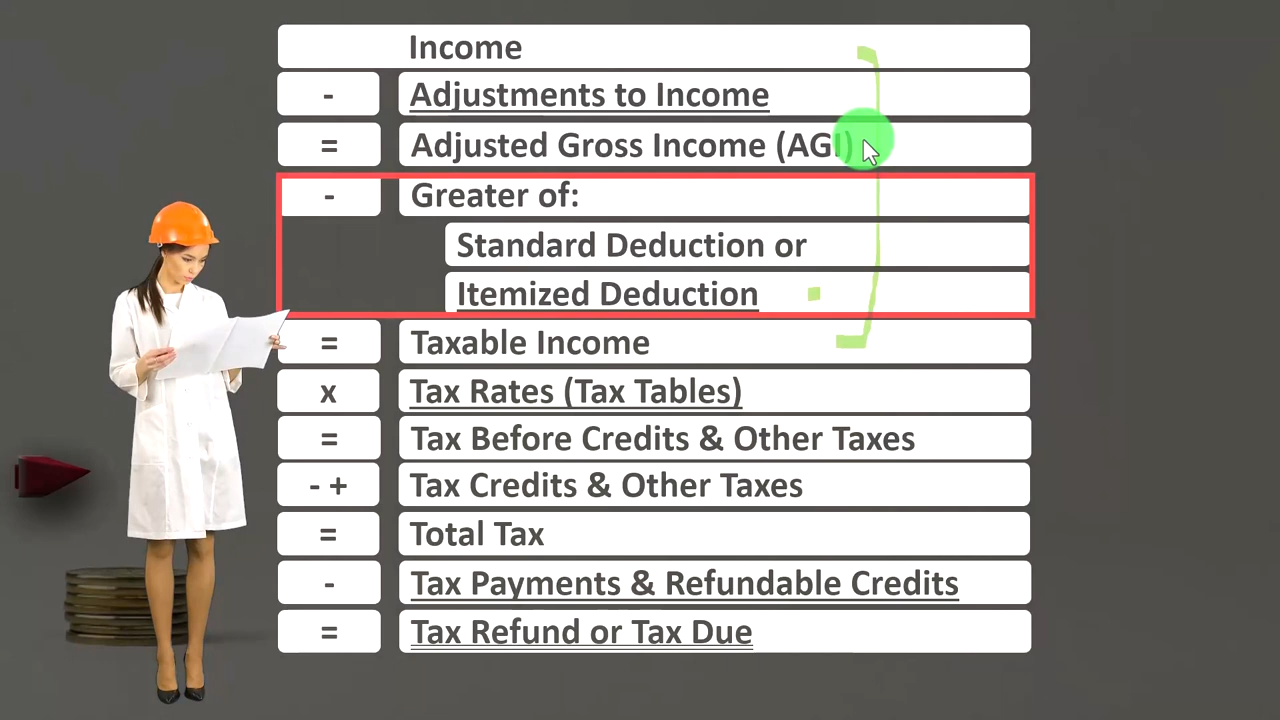 Income
- Adjustments to Income
= Adjusted Gross Income (AGI)
- Greater of:
Standard Deduction or
Itemized Deduction
= Taxable Income
x Tax Rates (Tax Tables)
= Tax Before Credits & Other Taxes
- + Tax Credits & Other Taxes
= Total Tax
- Tax Payments & Refundable Credits
= Tax Refund or Tax Due